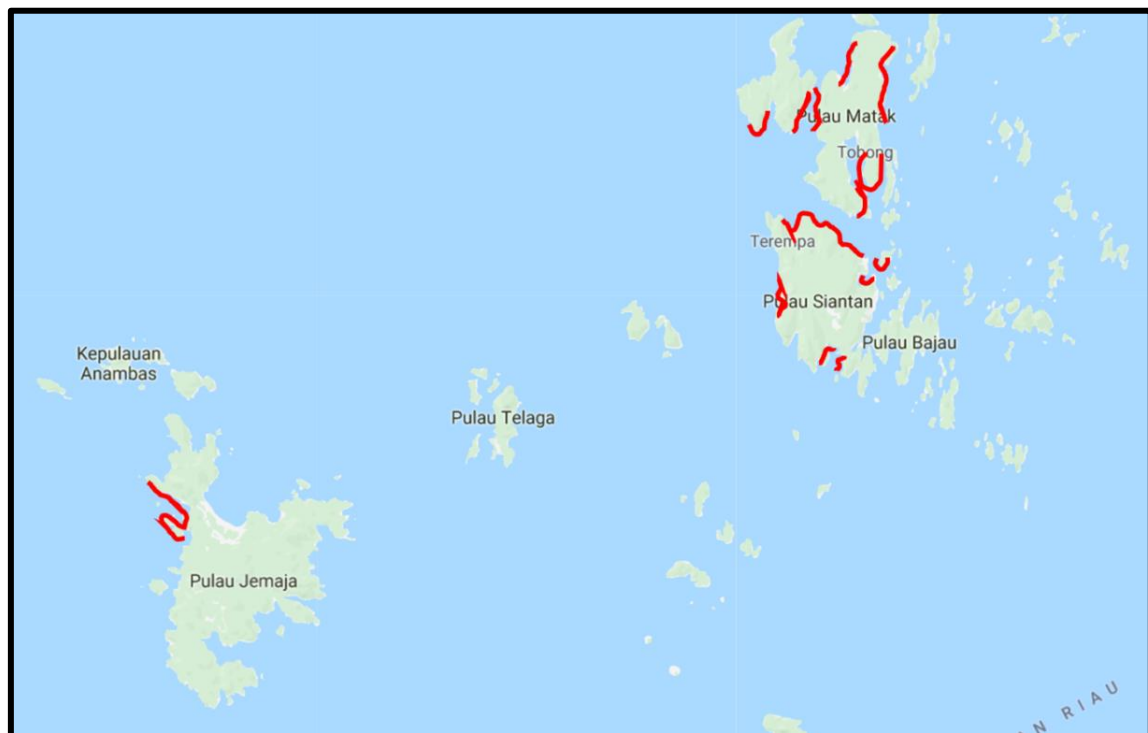 Pulau Matak
Tobong
Terempa
Pulau Siantan
Pulau Bajau
Kepulauan
Anambas
Pulau Telaga
Pulau Jemaja
N RIAU